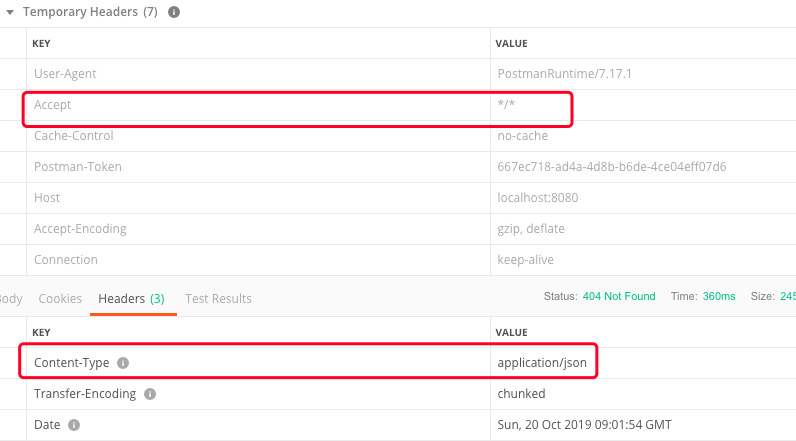 Temporary Headers (7)
KEY VALUE
User-Agent PostmanRuntime/7.17.1
Accept */*
Cache-Control no-cache
Postman-Token 667ec718-ad4a-4d8b-b6de-4ce04eff07d6
Host localhost:8080
Accept-Encoding gzip, deflate
Connection keep-alive
ody Cookies Headers (3) Test Results Status: 404 Not Found Time: 360ms Size: 245
KEY VALUE
Content-Type application/json
Transfer-Encoding chunked
Date Sun, 20 Oct 2019 09:01:54 GMT